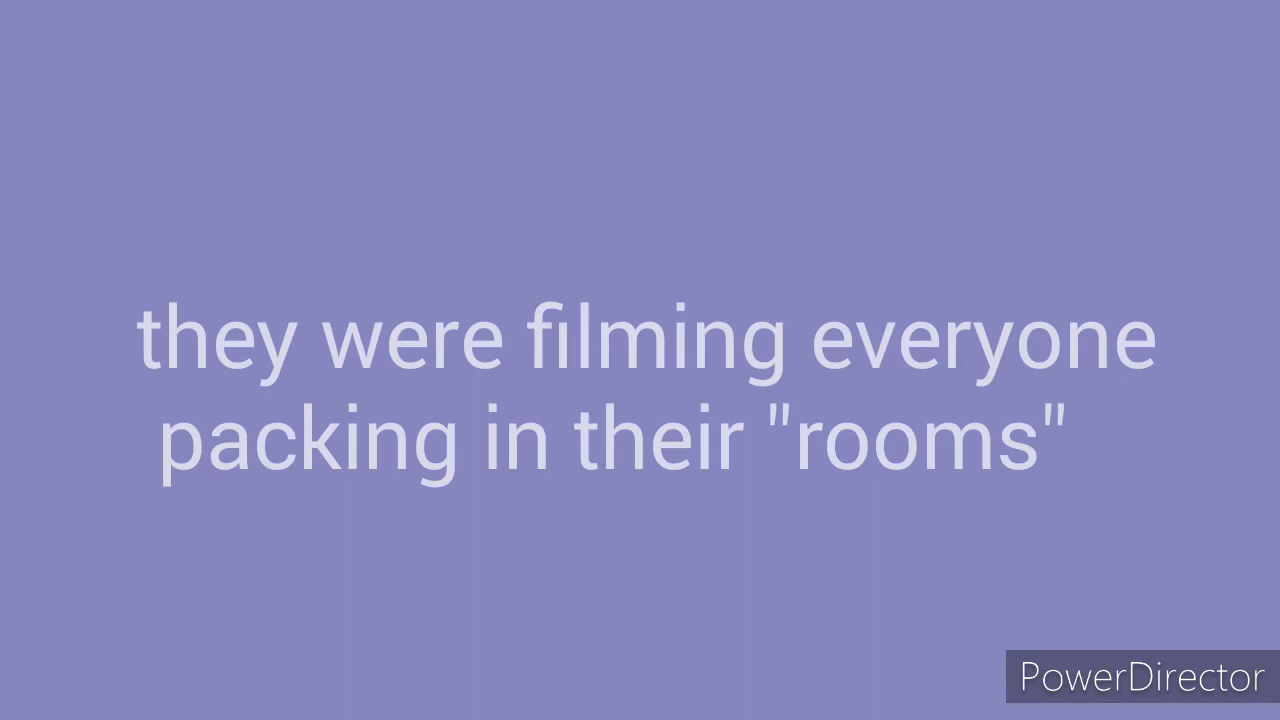 they were filming everyone
packing in their "rooms"
PowerDirector